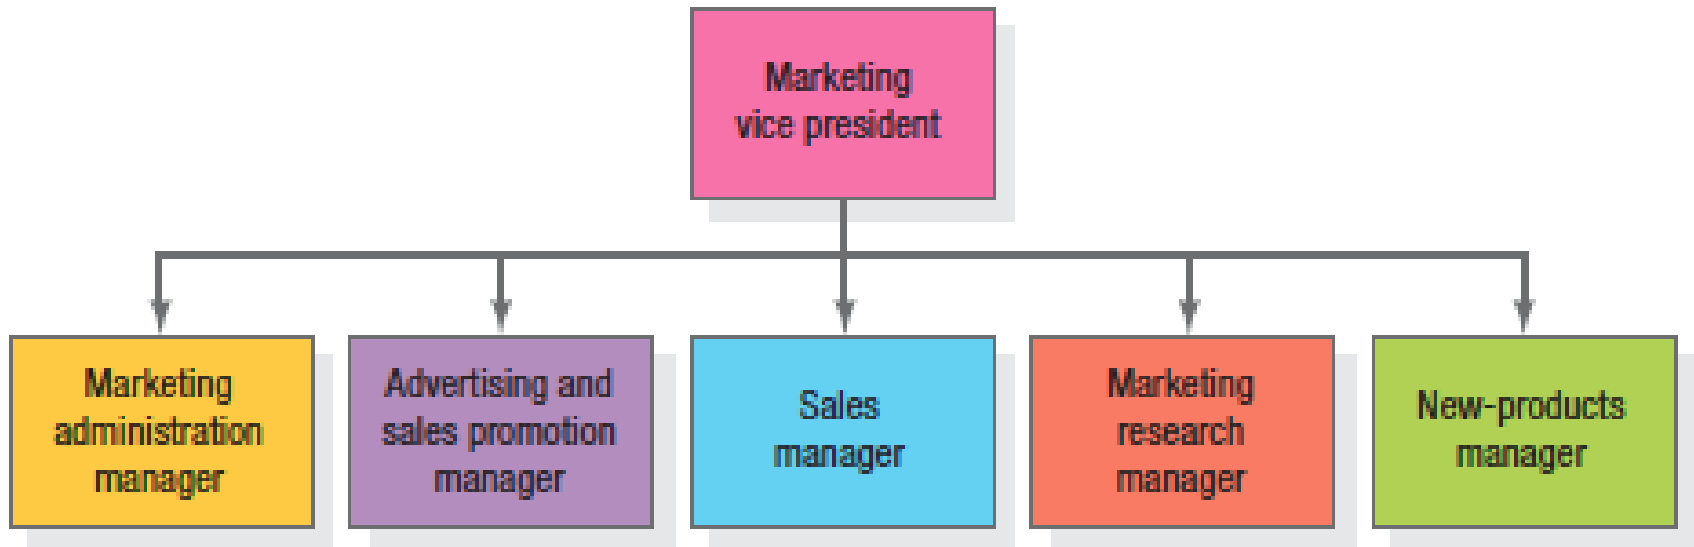 Marketing
vice president
Marketing
administration
manager
Advertising and
sales promotion
manager
Sales
manager
Marketing
research
manager
New-products
manager